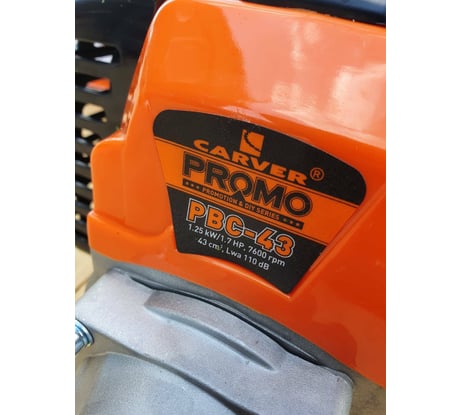 CARVER®
PROMO
PROMOTION & DIY SERIES
PBC-43
1.25 kW/1.7 HP. 7600 rpm
43 cm³. Lwa 110 dB